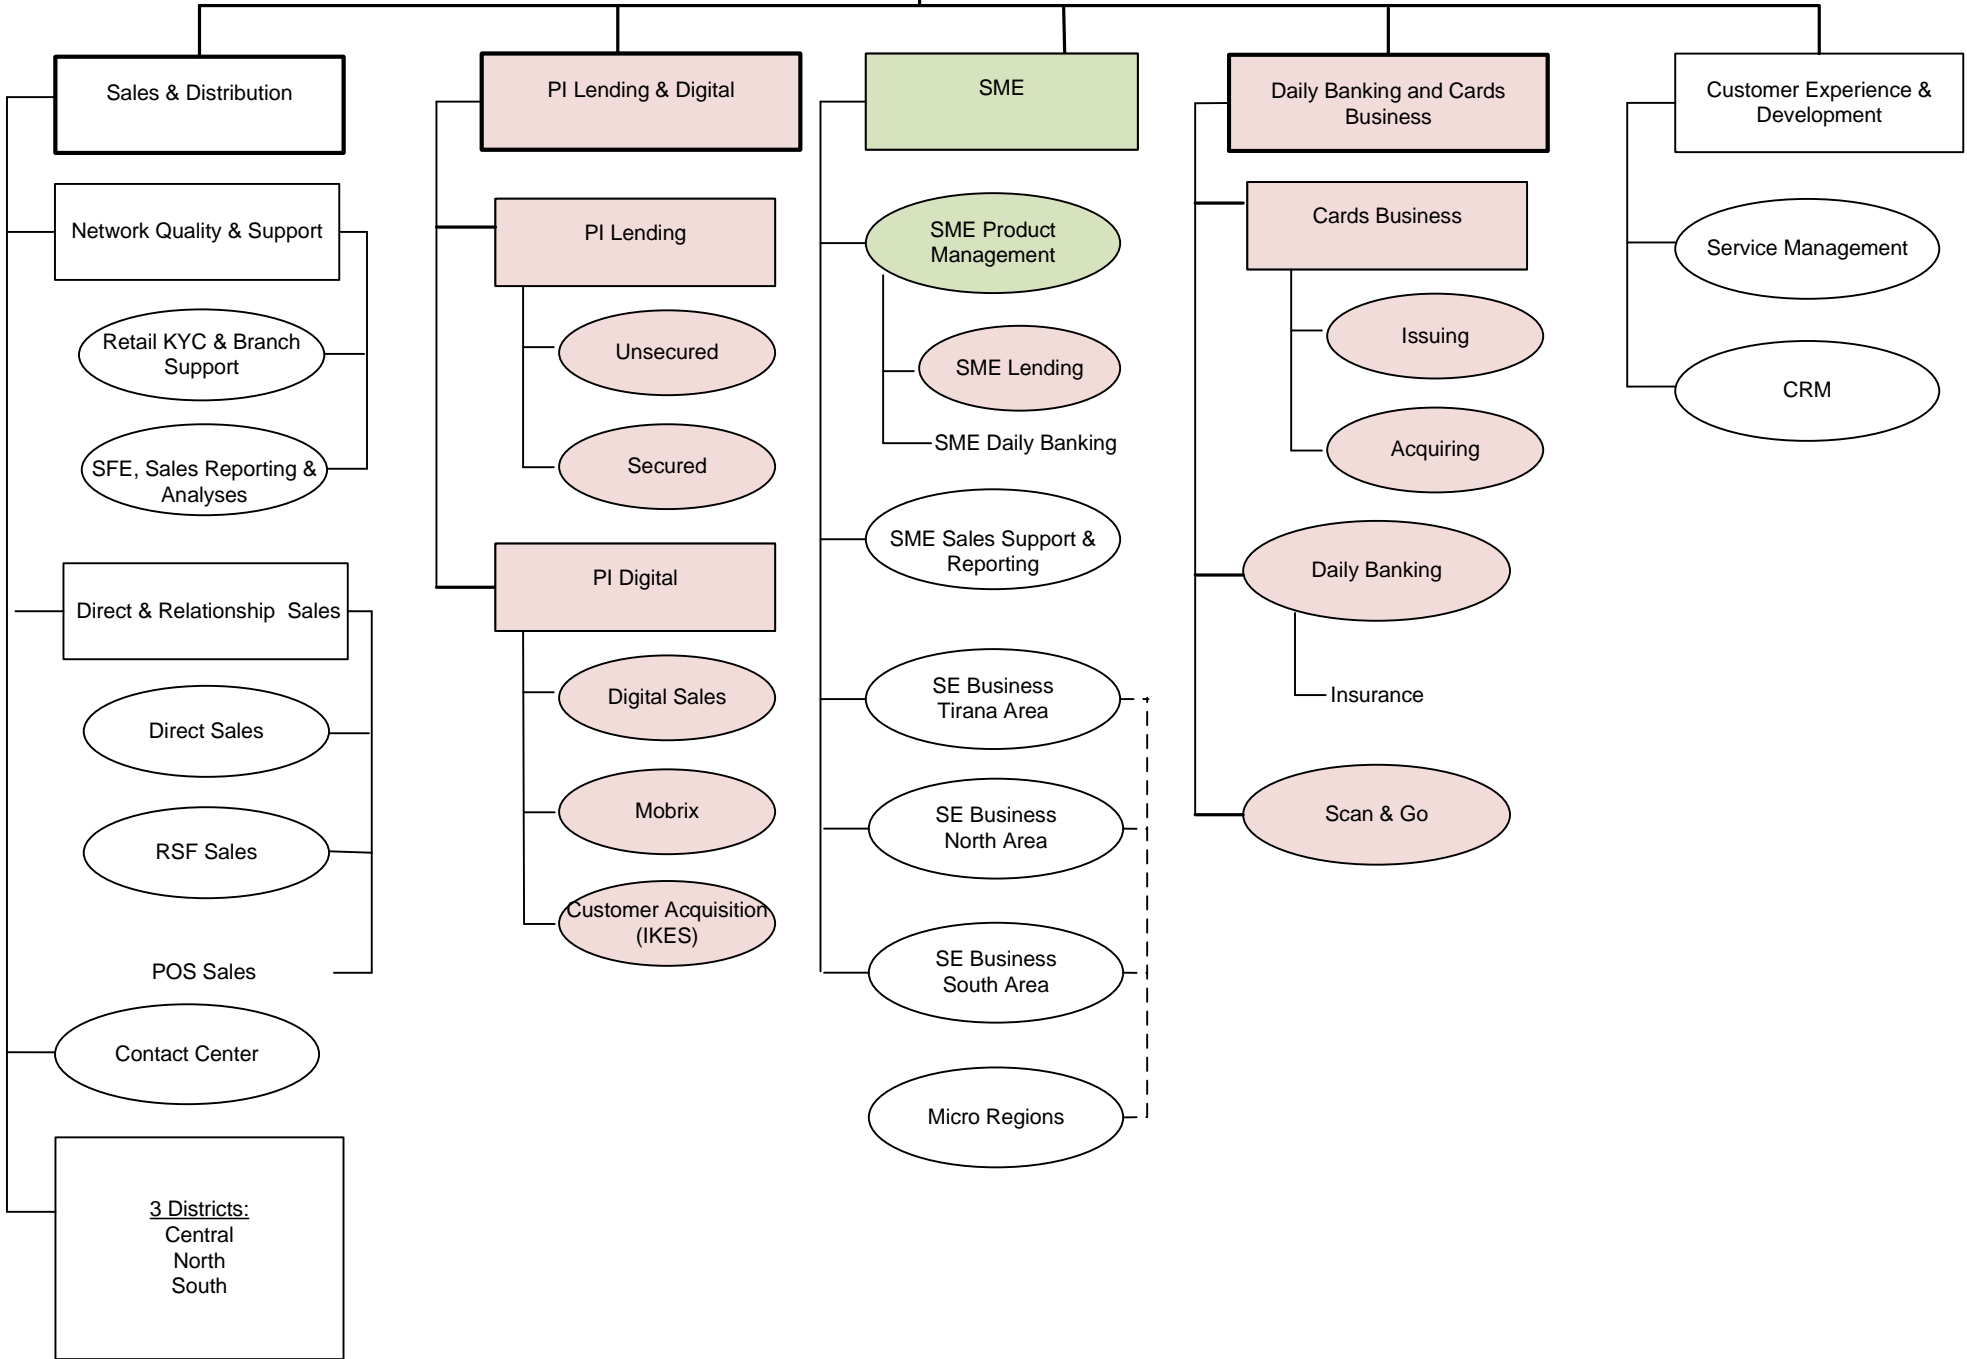 Sales & Distribution
Network Quality & Support
Retail KYC & Branch
Support
SFE, Sales Reporting &
Analyses
Direct & Relationship  Sales
Direct Sales
RSF Sales
POS Sales
Contact Center
3 Districts:
Central
North
South
PI Lending & Digital
PI Lending
Unsecured
Secured
PI Digital
Digital Sales
Mobrix
Customer Acquisition
(IKES)
SME
SME Product
Management
SME Lending
SME Daily Banking
SME Sales Support &
Reporting
SE Business
Tirana Area
SE Business
North Area
SE Business
South Area
Micro Regions
Daily Banking and Cards
Business
Cards Business
Issuing
Acquiring
Daily Banking
Insurance
Scan & Go
Customer Experience &
Development
Service Management
CRM